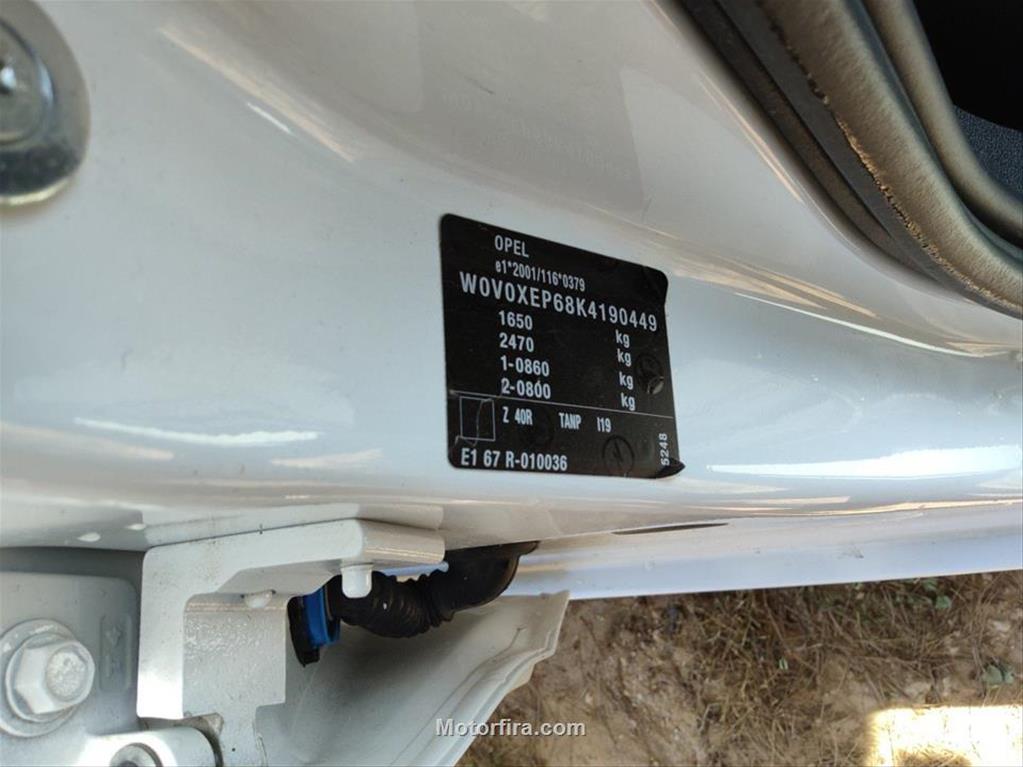 OPEL
e1*2001/116*0379
W0V0XEP68K4190449
1650 kg
2470 kg
1-0860 kg
2-0800 kg
Z 40R TANP I19
5248
E1 67 R-010036
Motorfira.com